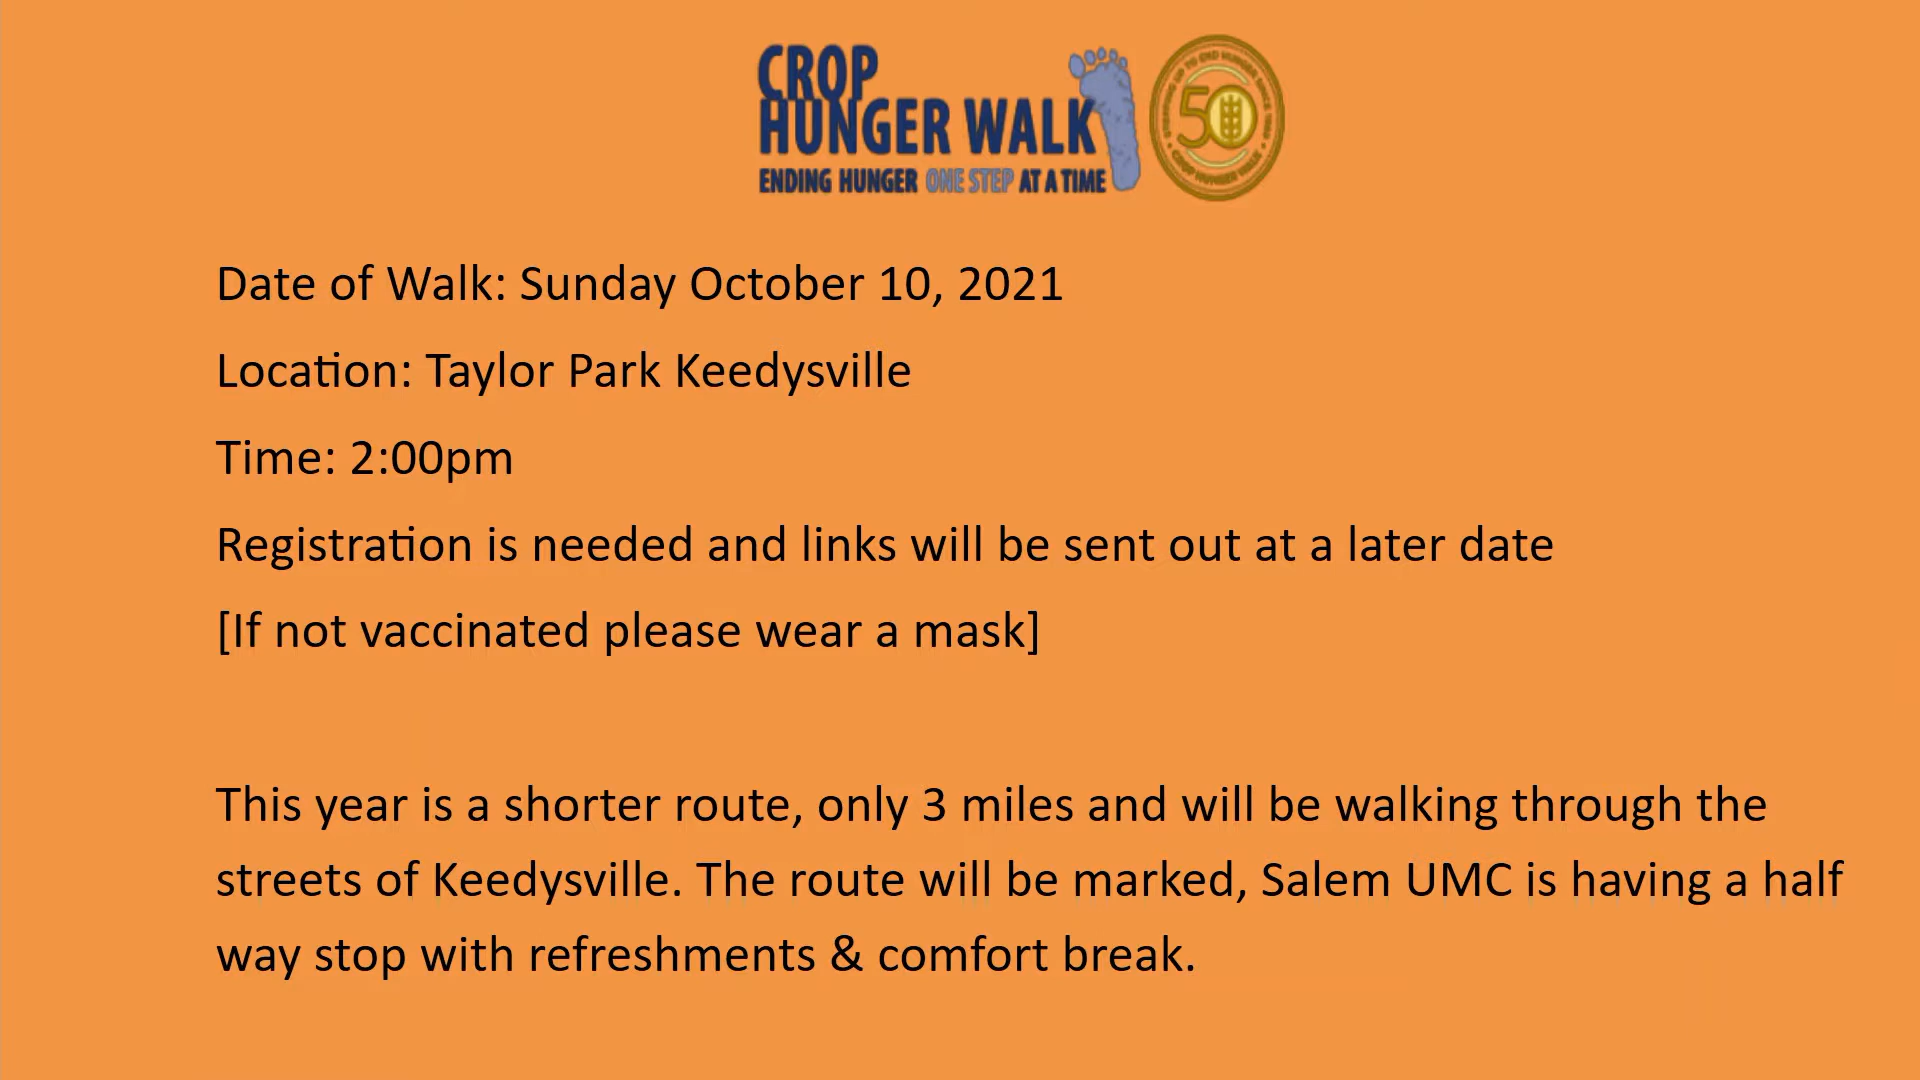 CROP
HUNGER WALK
ENDING HUNGER ONE STEP AT A TIME
50
CROP HUNGER WALK
Date of Walk: Sunday October 10, 2021
Location: Taylor Park Keedysville
Time: 2:00pm
Registration is needed and links will be sent out at a later date
[If not vaccinated please wear a mask]
This year is a shorter route, only 3 miles and will be walking through the
streets of Keedysville. The route will be marked, Salem UMC is having a half
way stop with refreshments & comfort break.